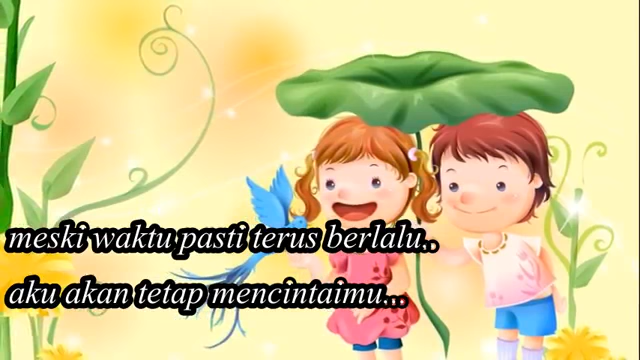 meski waktu pasti terus berlalu..
aku akan tetap mencintaimu...